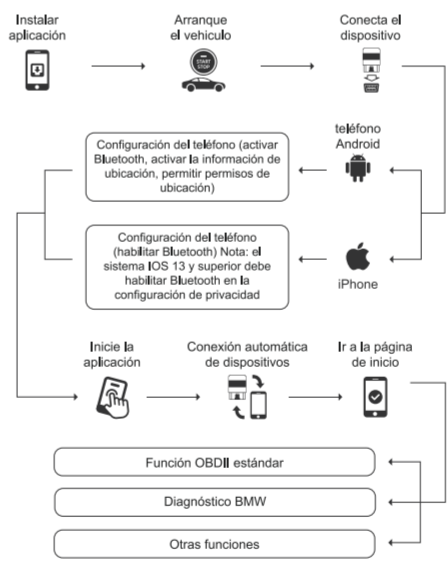 Instalar
aplicación
Arranque
el vehiculo
START
STOP
Conecta el
dispositivo
teléfono
Android
Configuración del teléfono (activar
Bluetooth, activar la información de
ubicación, permitir permisos de
ubicación)
Configuración del teléfono
(habilitar Bluetooth) Nota: el
sistema IOS 13 y superior debe
habilitar Bluetooth en la
configuración de privacidad
iPhone
Inicie la
aplicación
Conexión automática
de dispositivos
Ir a la página
de inicio
Función OBDII estándar
Diagnóstico BMW
Otras funciones